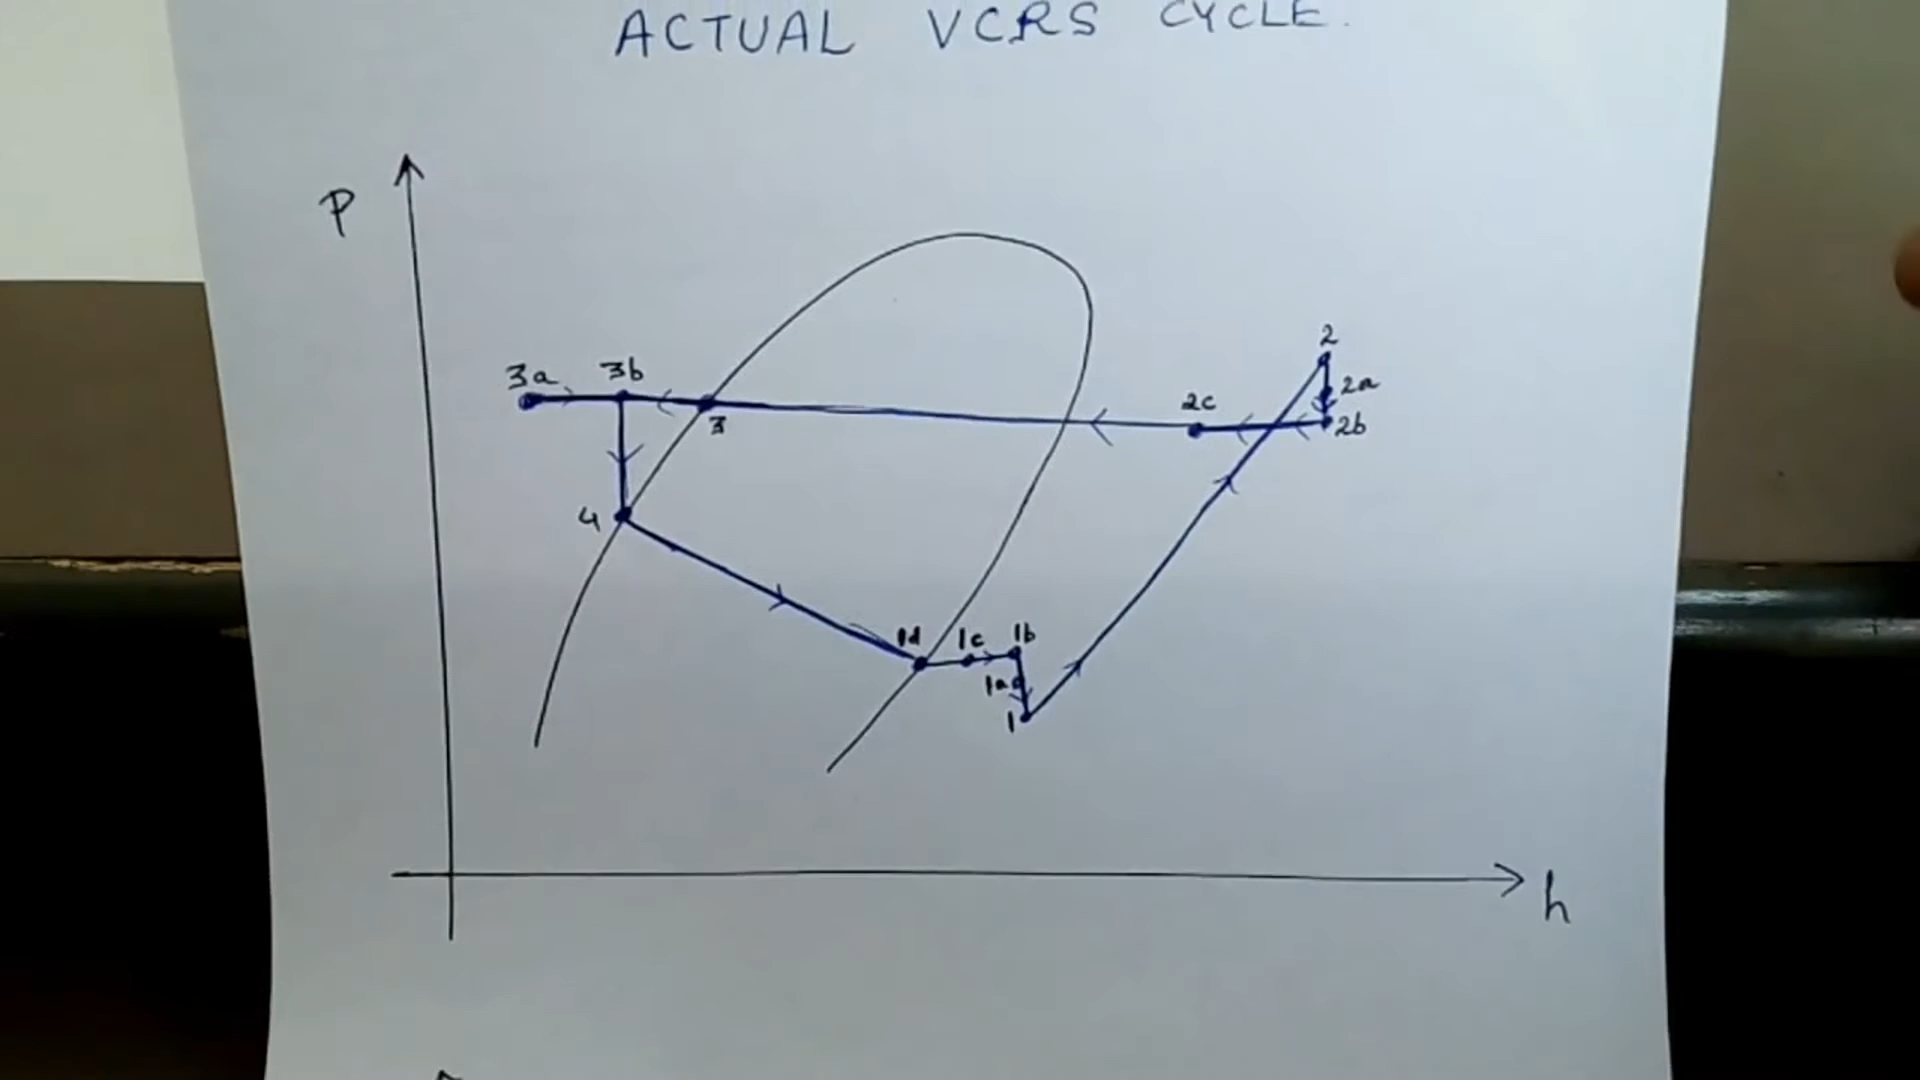 ACTUAL VCRS CYCLE.
P
2
3a 3b 2a
2c
3 2b
4
1d 1c 1b
1a
1
h